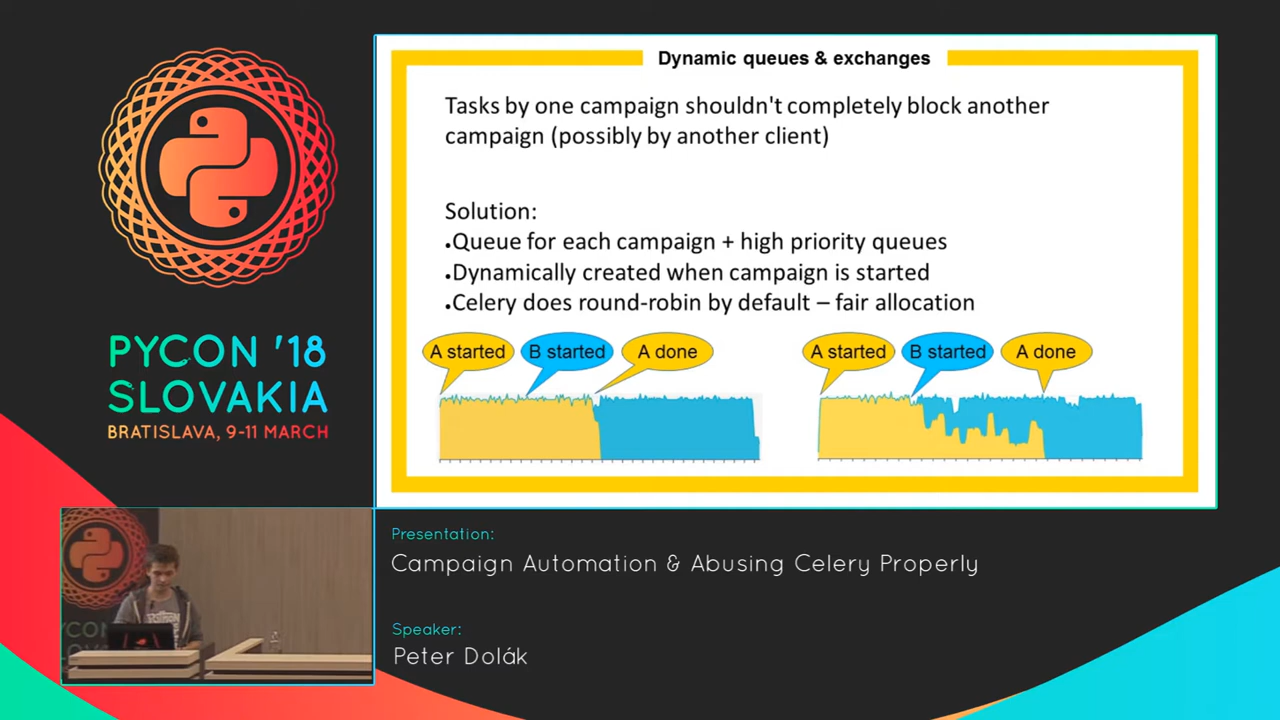 Dynamic queues & exchanges
Tasks by one campaign shouldn't completely block another
campaign (possibly by another client)
Solution:
•Queue for each campaign + high priority queues
•Dynamically created when campaign is started
•Celery does round-robin by default – fair allocation
A started
B started
A done
A started
B started
A done
PYCON '18
SLOVAKIA
BRATISLAVA, 9-11 MARCH
Presentation:
Campaign Automation & Abusing Celery Properly
Speaker:
Peter Dolák